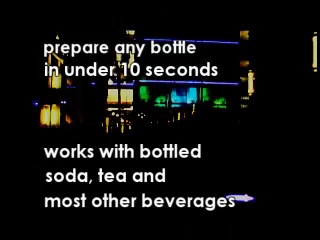 prepare any bottle
in under 10 seconds
works with bottled
soda, tea and
most other beverages